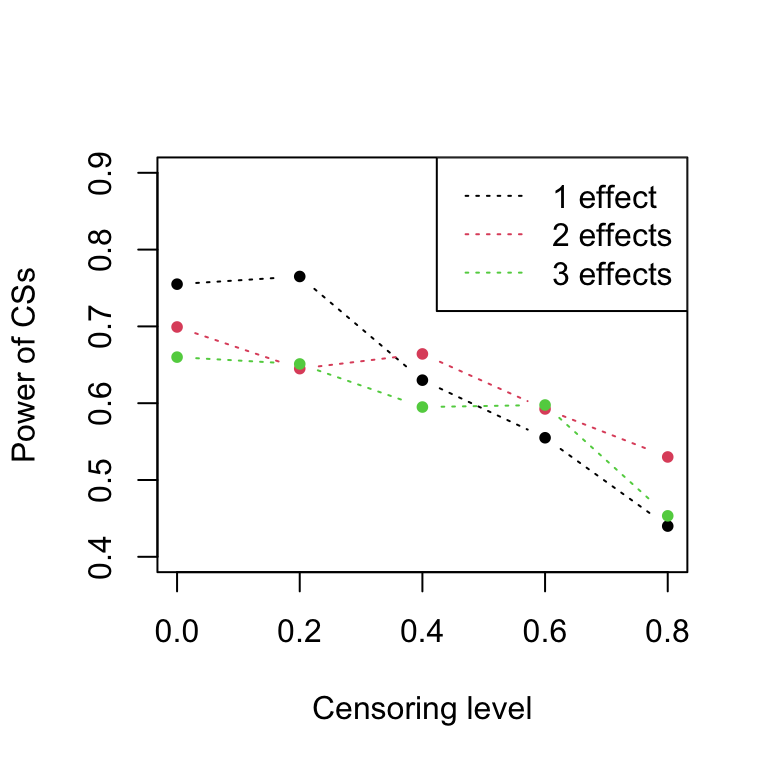 1 effect
2 effects
3 effects
Power of CSs
0.9
0.8
0.7
0.6
0.5
0.4
0.0 0.2 0.4 0.6 0.8
Censoring level